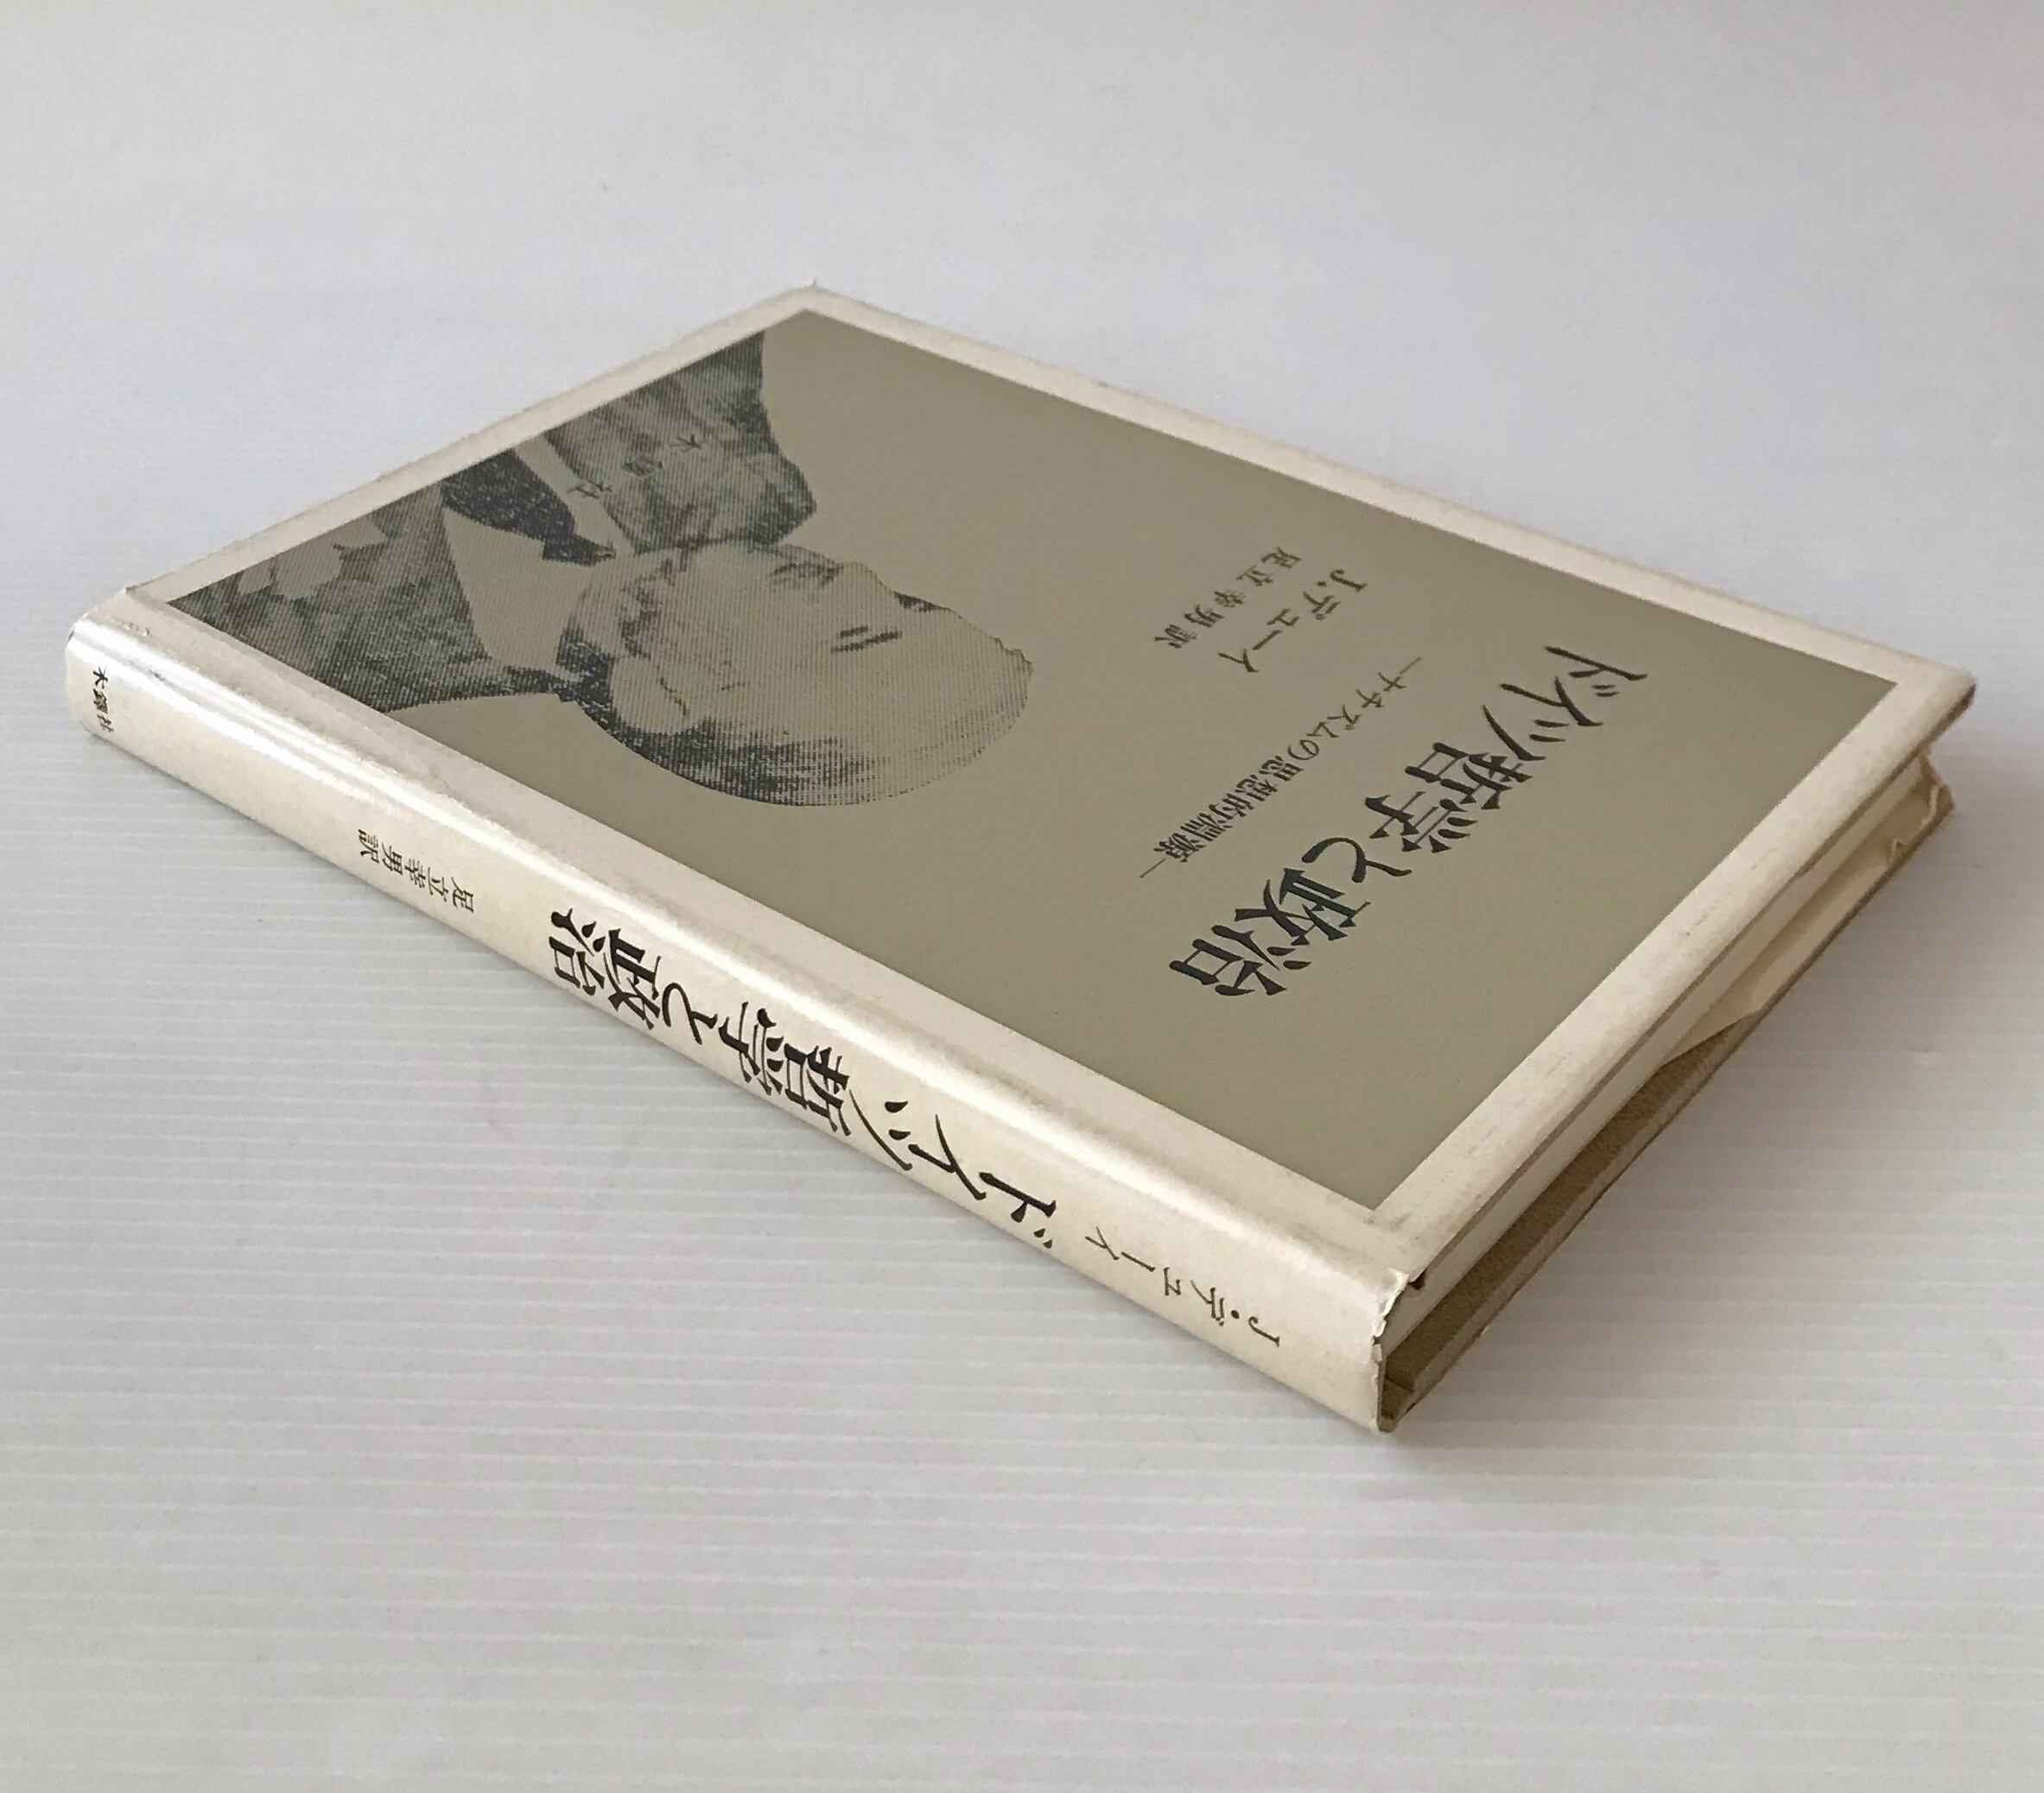 ドイツ哲学と政治
—ナチズムの思想的淵源—
J.デューイ
足立幸男訳
木鐸社
J・デューイ
ドイツ哲学と政治
足立幸男訳
木鐸社